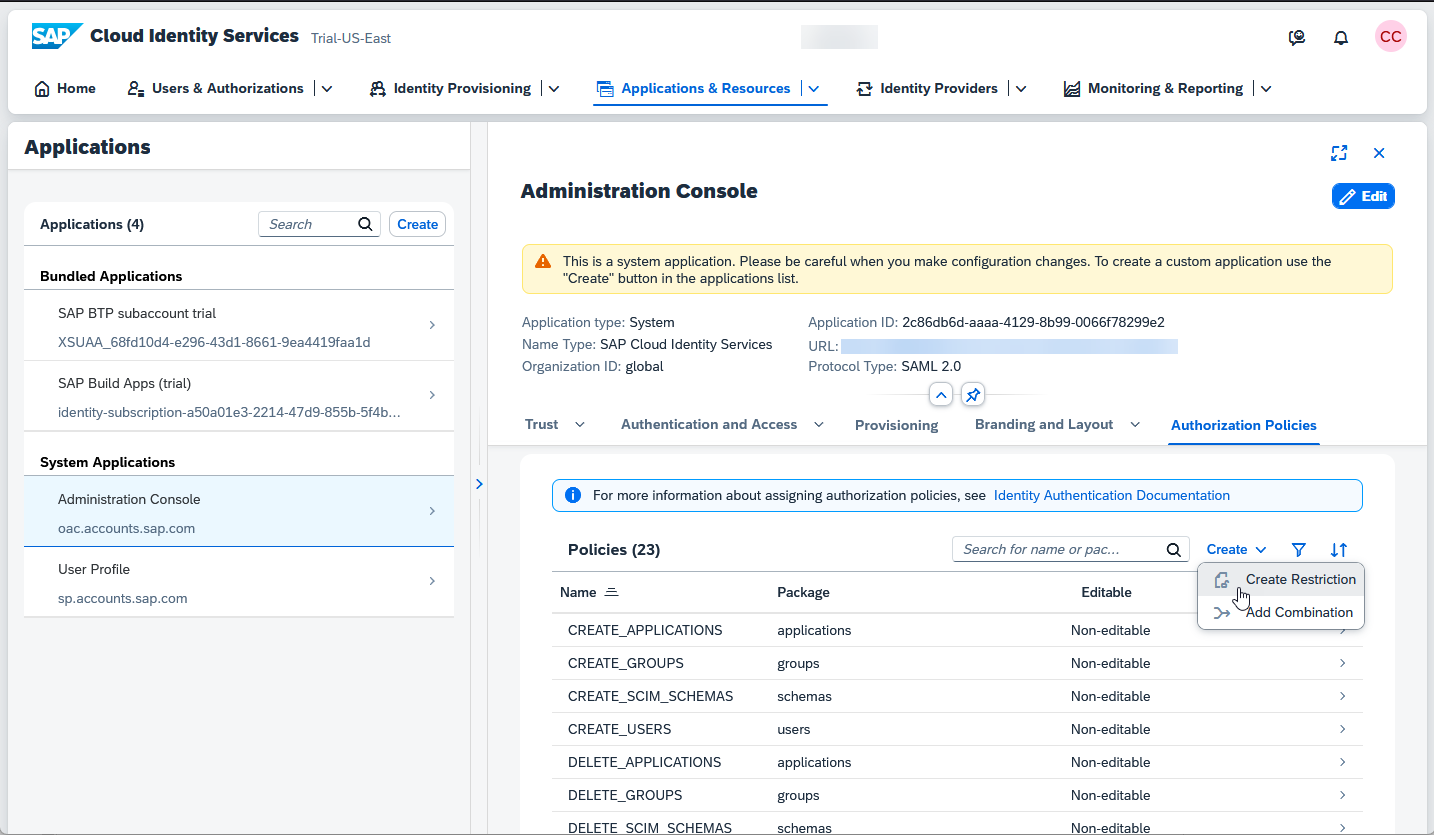 SAP Cloud Identity Services Trial-US-East
CC
Home Users & Authorizations Identity Provisioning Applications & Resources Identity Providers Monitoring & Reporting
Applications
Applications (4) Search Create
Bundled Applications
SAP BTP subaccount trial
XSUAA_68fd10d4-e296-43d1-8661-9ea4419faa1d
SAP Build Apps (trial)
identity-subscription-a50a01e3-2214-47d9-855b-5f4b...
System Applications
Administration Console
oac.accounts.sap.com
User Profile
sp.accounts.sap.com
Administration Console
Edit
This is a system application. Please be careful when you make configuration changes. To create a custom application use the
"Create" button in the applications list.
Application type: System
Name Type: SAP Cloud Identity Services
Organization ID: global
Application ID: 2c86db6d-aaaa-4129-8b99-0066f78299e2
URL:
Protocol Type: SAML 2.0
Trust Authentication and Access Provisioning Branding and Layout Authorization Policies
For more information about assigning authorization policies, see Identity Authentication Documentation
Policies (23) Search for name or pac... Create
Create Restriction
Add Combination
Name Package Editable
CREATE_APPLICATIONS applications Non-editable
CREATE_GROUPS groups Non-editable
CREATE_SCIM_SCHEMAS schemas Non-editable
CREATE_USERS users Non-editable
DELETE_APPLICATIONS applications Non-editable
DELETE_GROUPS groups Non-editable
DELETE_SCIM_SCHEMAS schemas Non-editable